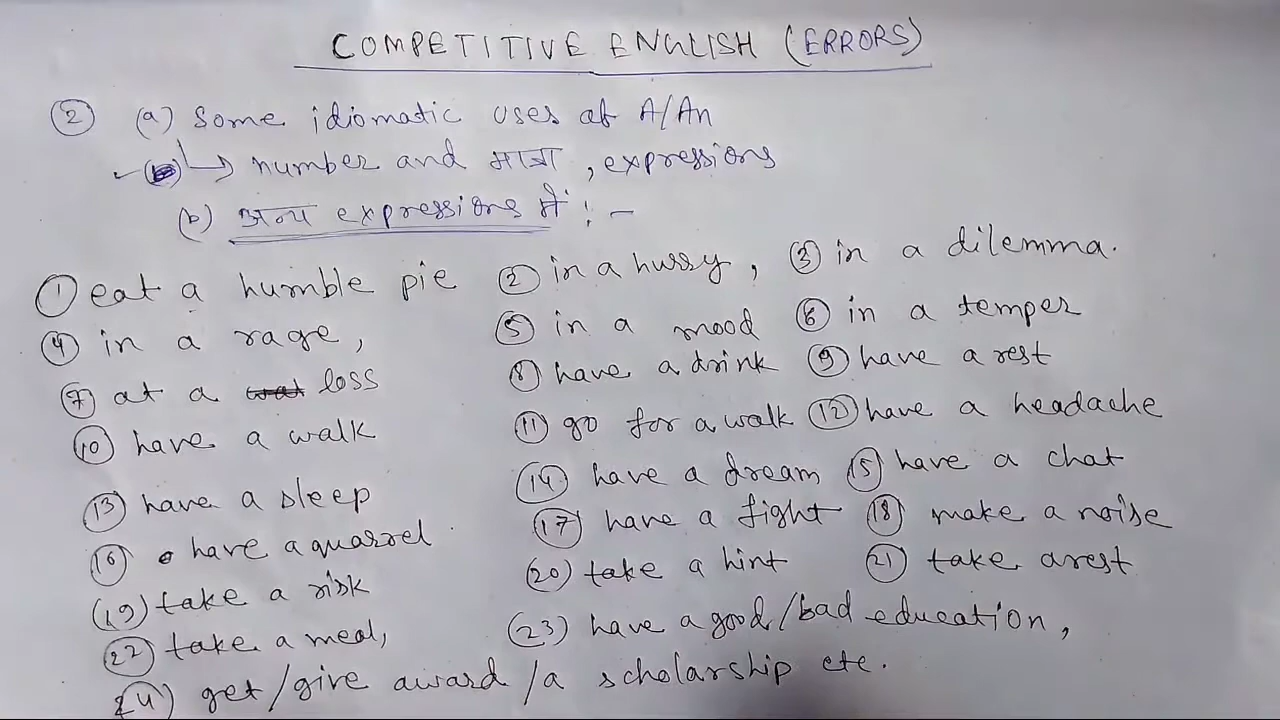 COMPETITIVE ENGLISH (ERRORS)
② (a) Some idiomatic uses of A/An
↳ number and मात्रा, expressions
(b) अन्य expressions में :-
① eat a humble pie ② in a hurry, ③ in a dilemma.
④ in a rage, ⑤ in a mood ⑥ in a temper
⑦ at a loss ⑧ have a drink ⑨ have a rest
⑩ have a walk ⑪ go for a walk ⑫ have a headache
⑬ have a sleep ⑭ have a dream ⑮ have a chat
⑯ have a quarrel ⑰ have a fight ⑱ make a noise
(19) take a risk (20) take a hint (21) take a rest
(22) take a meal, (23) have a good/bad education,
24) get/give award/a scholarship etc.